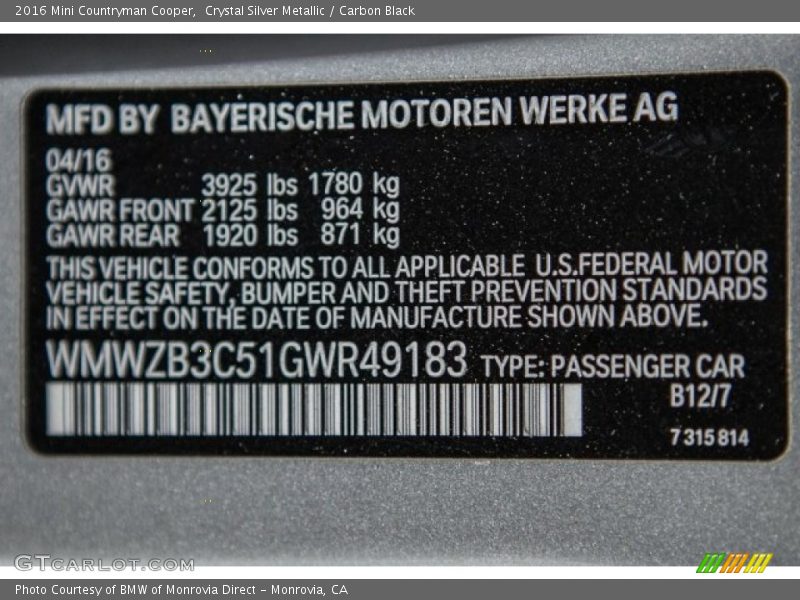 2016 Mini Countryman Cooper,  Crystal Silver Metallic / Carbon Black
MFD BY BAYERISCHE MOTOREN WERKE AG
04/16
GVWR 3925 lbs 1780 kg
GAWR FRONT 2125 lbs 964 kg
GAWR REAR 1920 lbs 871 kg
THIS VEHICLE CONFORMS TO ALL APPLICABLE U.S.FEDERAL MOTOR
VEHICLE SAFETY, BUMPER AND THEFT PREVENTION STANDARDS
IN EFFECT ON THE DATE OF MANUFACTURE SHOWN ABOVE.
WMWZB3C51GWR49183 TYPE: PASSENGER CAR
B12/7
7 315 814
GTCARLOT.COM
Photo Courtesy of BMW of Monrovia Direct - Monrovia, CA